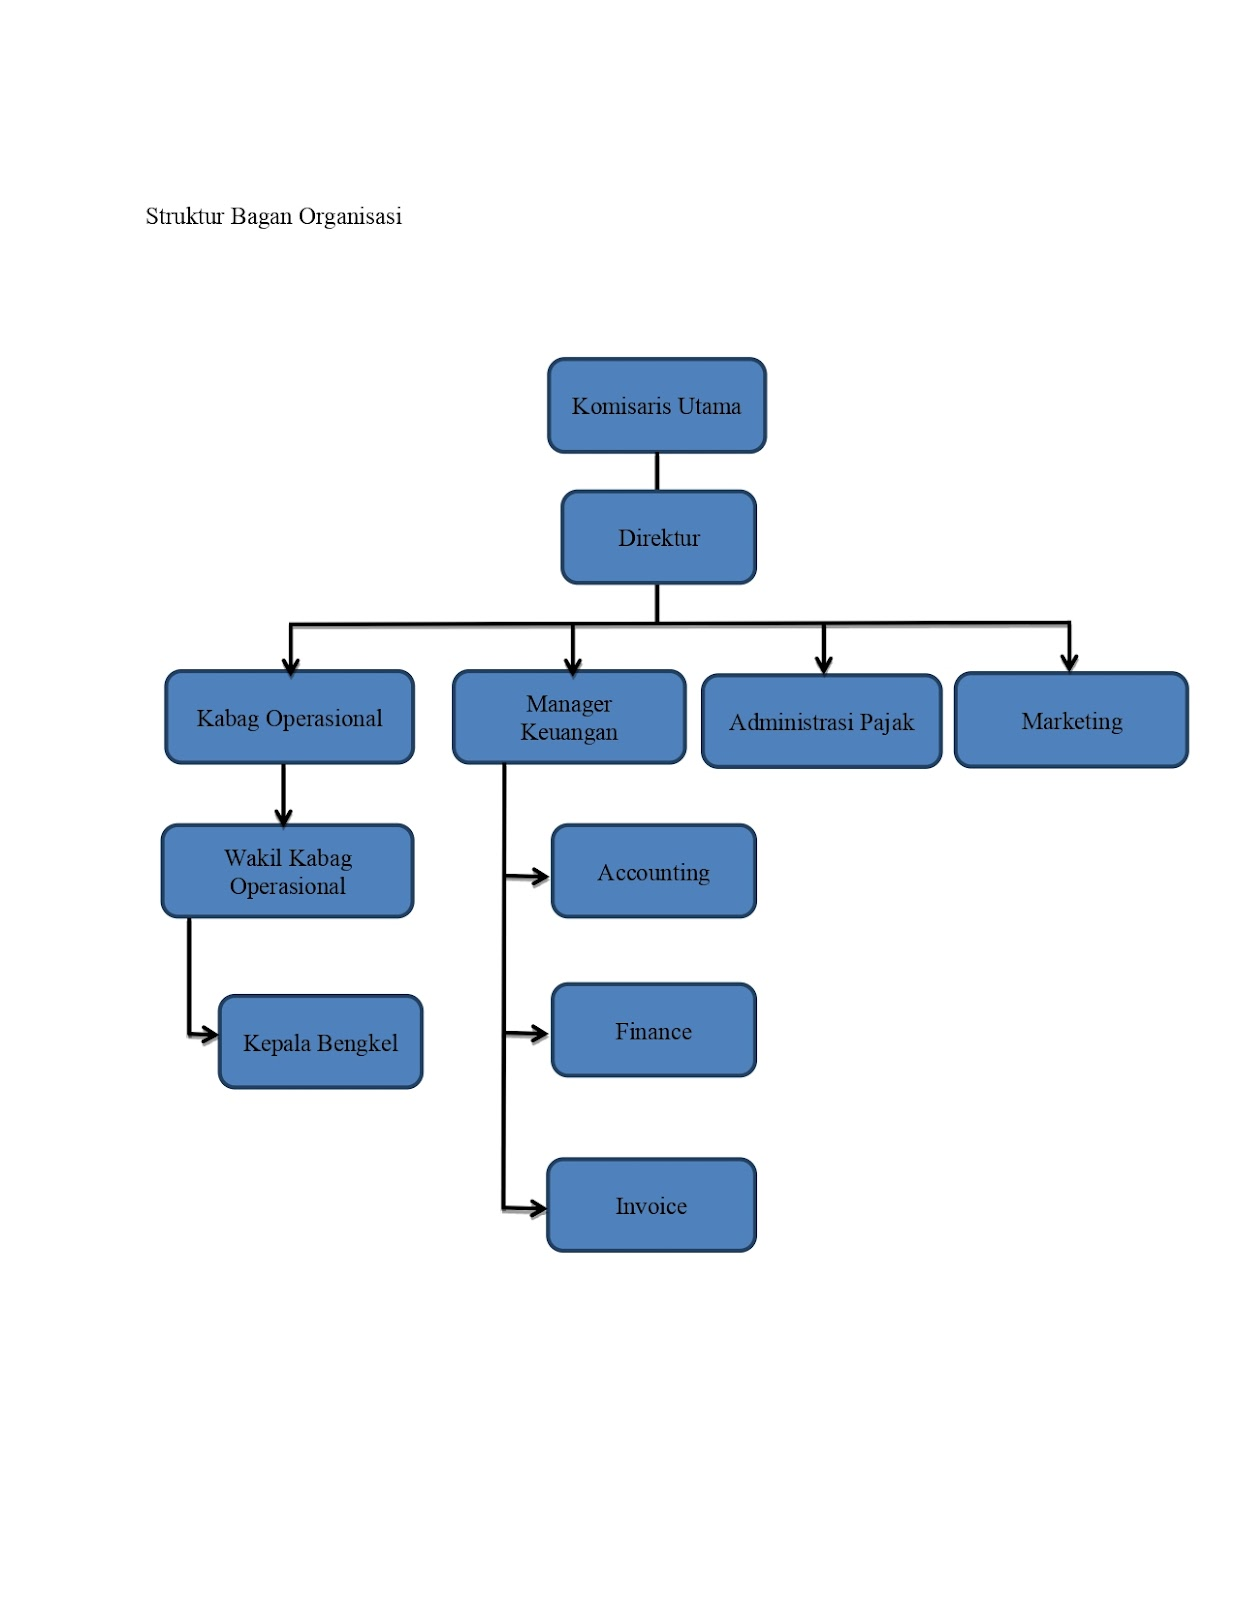 Struktur Bagan Organisasi
Komisaris Utama
Direktur
Kabag Operasional
Manager
Keuangan
Administrasi Pajak
Marketing
Wakil Kabag
Operasional
Accounting
Kepala Bengkel
Finance
Invoice